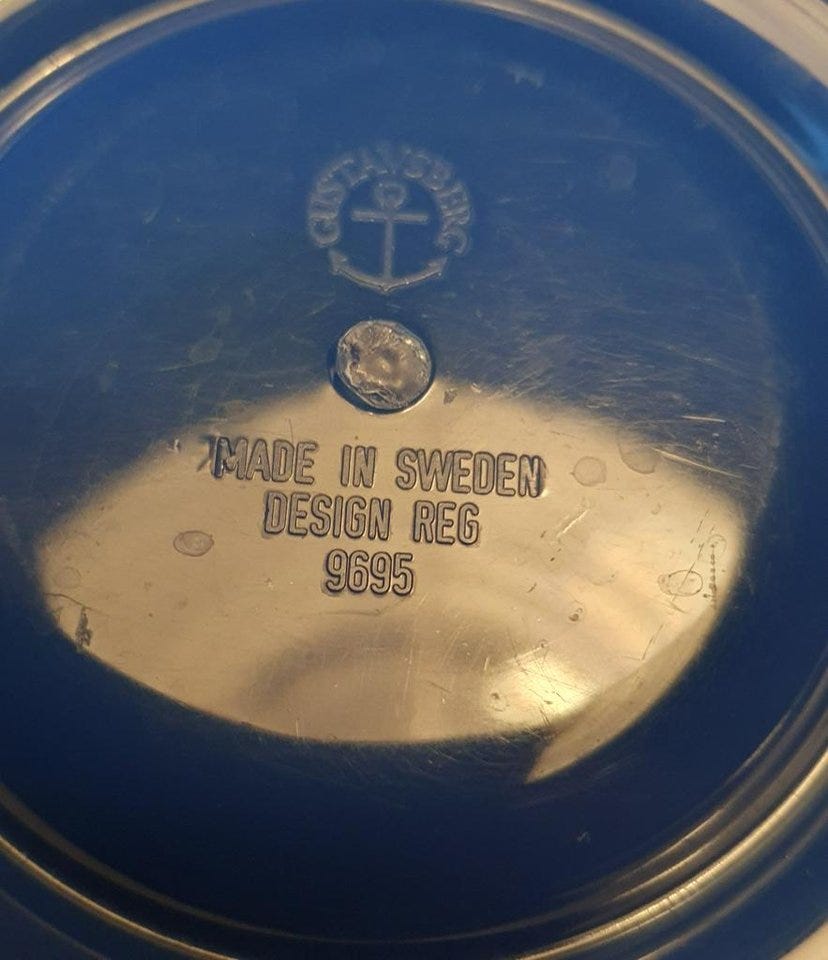 GUSTAVSBERG
MADE IN SWEDEN
DESIGN REG
9695